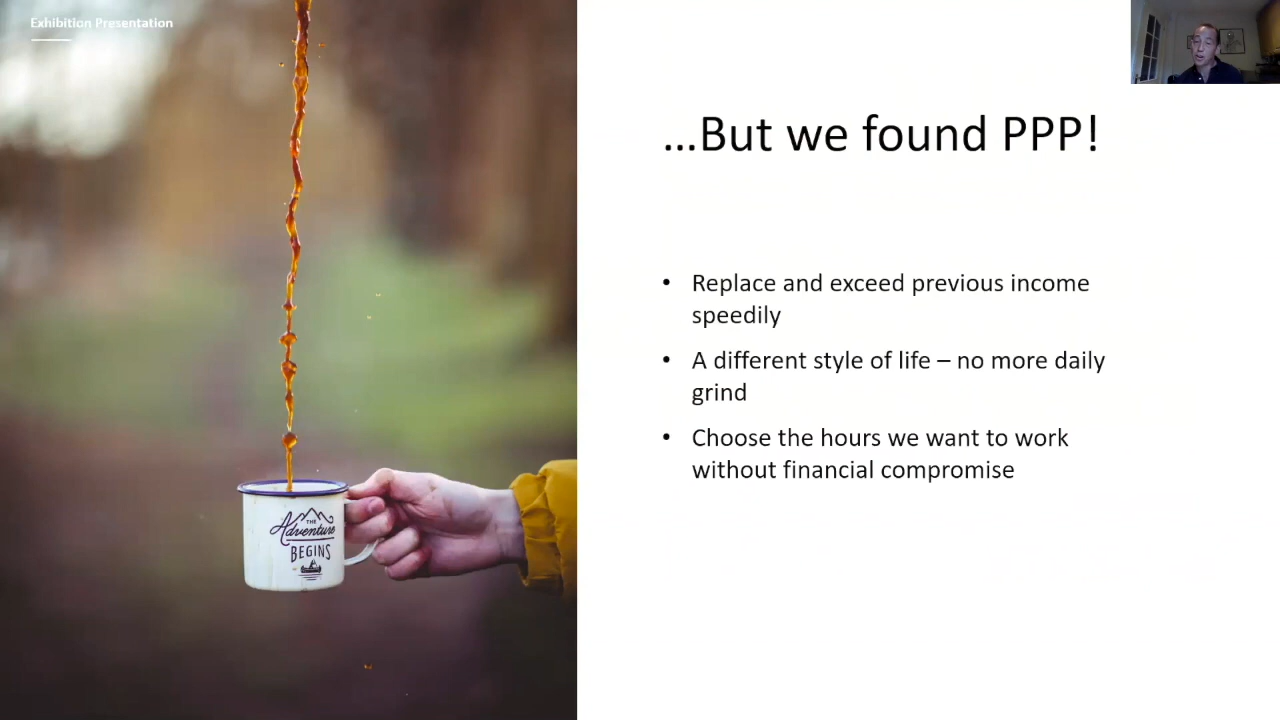 Exhibition Presentation
...But we found PPP!
• Replace and exceed previous income
speedily
• A different style of life – no more daily
grind
• Choose the hours we want to work
without financial compromise
THE
Adventure
BEGINS